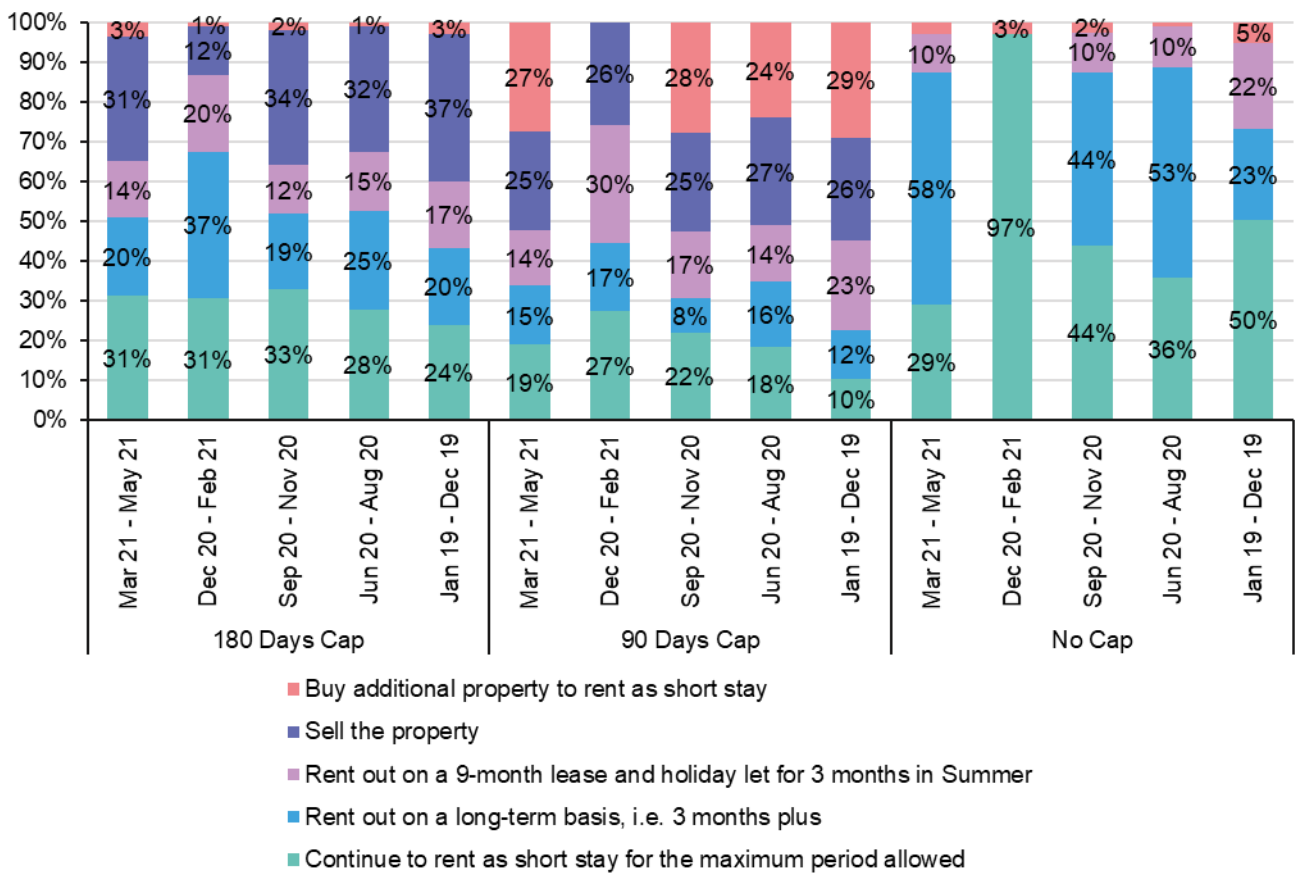 100%
90%
80%
70%
60%
50%
40%
30%
20%
10%
0%
3% 1% 2% 1% 3% 27% 26% 28% 24% 29% 10% 3% 2% 10% 5%
31% 12% 34% 32% 37% 25% 30% 25% 27% 26% 58% 97% 10% 53% 22%
14% 20% 12% 15% 17% 14% 17% 17% 14% 23% 29% 44% 36% 23%
20% 37% 19% 25% 20% 15% 27% 8% 16% 12% 44% 50%
31% 31% 33% 28% 24% 19% 22% 18% 10%
Mar 21 - May 21
Dec 20 - Feb 21
Sep 20 - Nov 20
Jun 20 - Aug 20
Jan 19 - Dec 19
Mar 21 - May 21
Dec 20 - Feb 21
Sep 20 - Nov 20
Jun 20 - Aug 20
Jan 19 - Dec 19
Mar 21 - May 21
Dec 20 - Feb 21
Sep 20 - Nov 20
Jun 20 - Aug 20
Jan 19 - Dec 19
180 Days Cap
90 Days Cap
No Cap
Buy additional property to rent as short stay
Sell the property
Rent out on a 9-month lease and holiday let for 3 months in Summer
Rent out on a long-term basis, i.e. 3 months plus
Continue to rent as short stay for the maximum period allowed